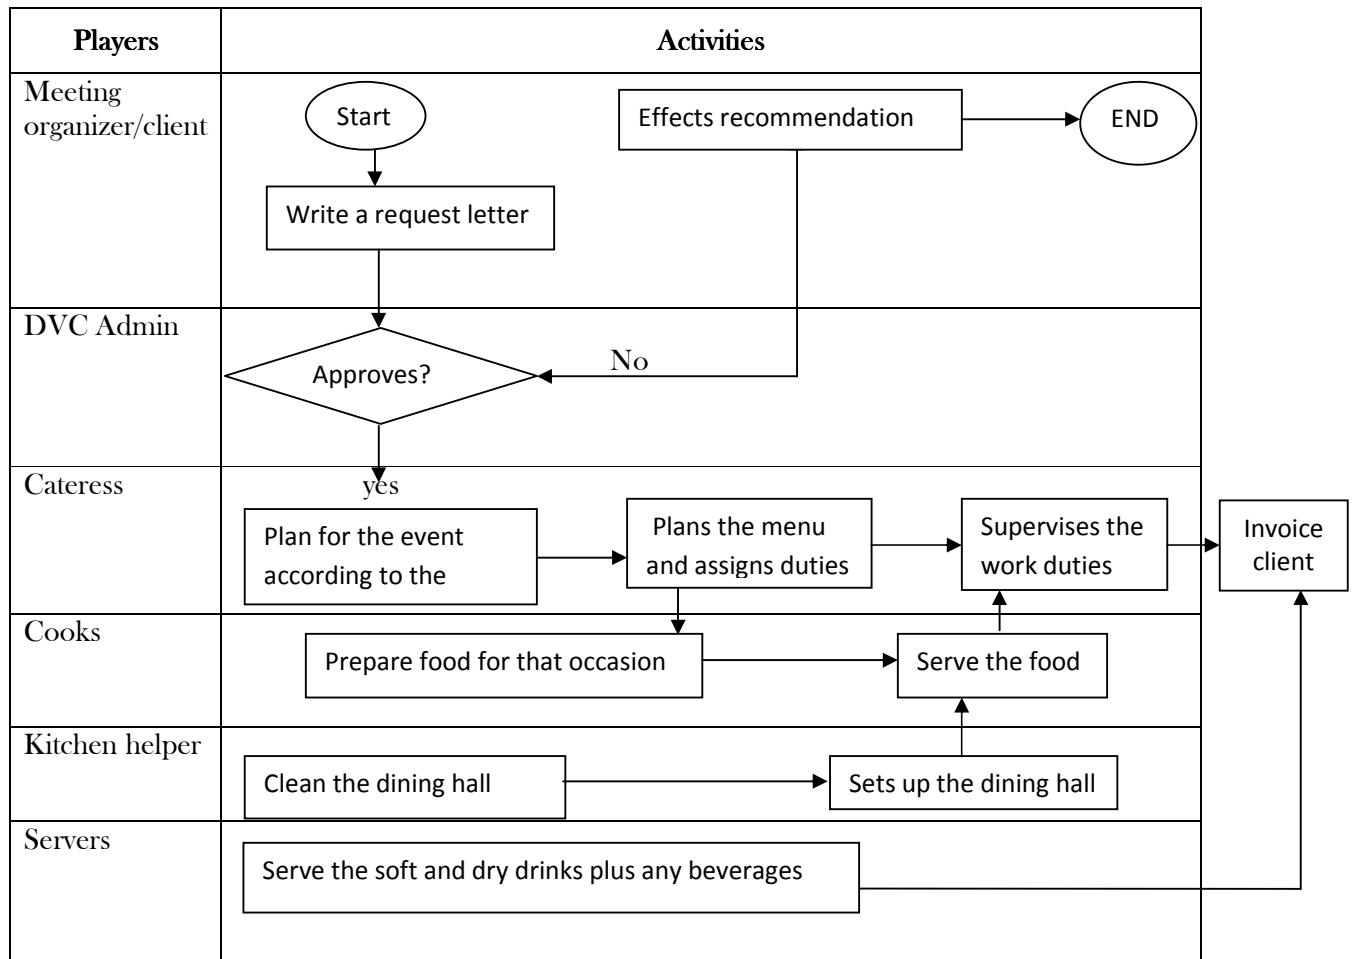 Players
Activities
Meeting
organizer/client
Start
Effects recommendation
END
Write a request letter
DVC Admin
Approves?
No
Cateress
yes
Plan for the event
according to the
Plans the menu
and assigns duties
Supervises the
work duties
Invoice
client
Cooks
Prepare food for that occasion
Serve the food
Kitchen helper
Clean the dining hall
Sets up the dining hall
Servers
Serve the soft and dry drinks plus any beverages